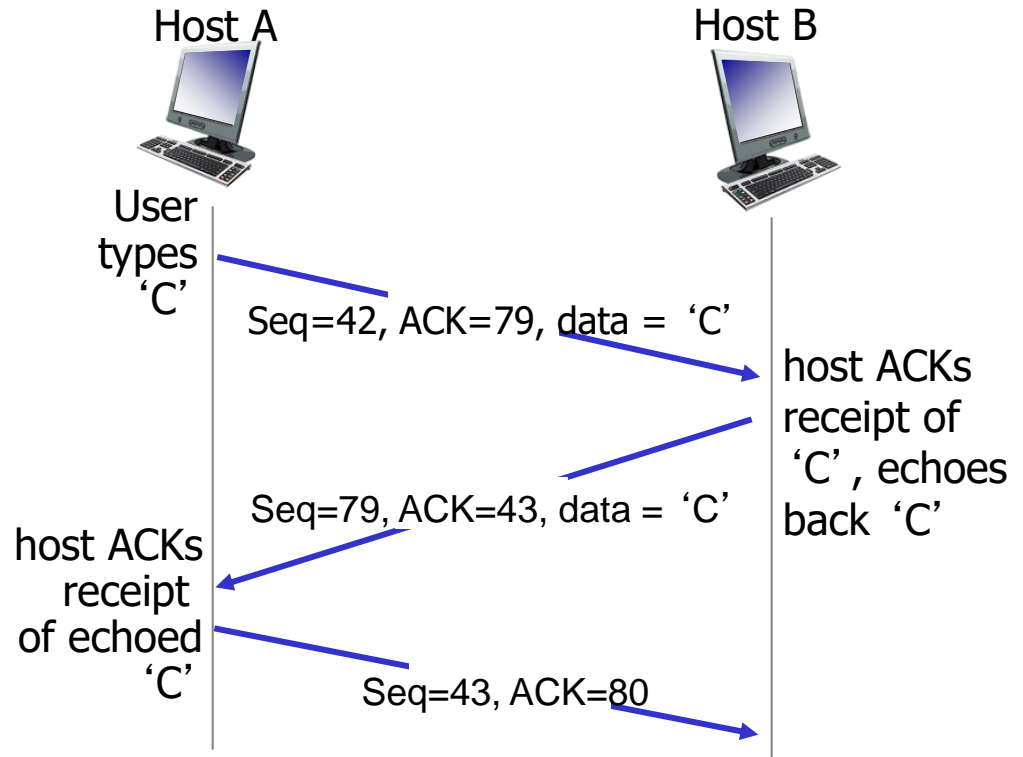 Host A
Host B
User
types
‘C’
Seq=42, ACK=79, data = ‘C’
host ACKs
receipt of
‘C’, echoes
back ‘C’
Seq=79, ACK=43, data = ‘C’
host ACKs
receipt
of echoed
‘C’
Seq=43, ACK=80